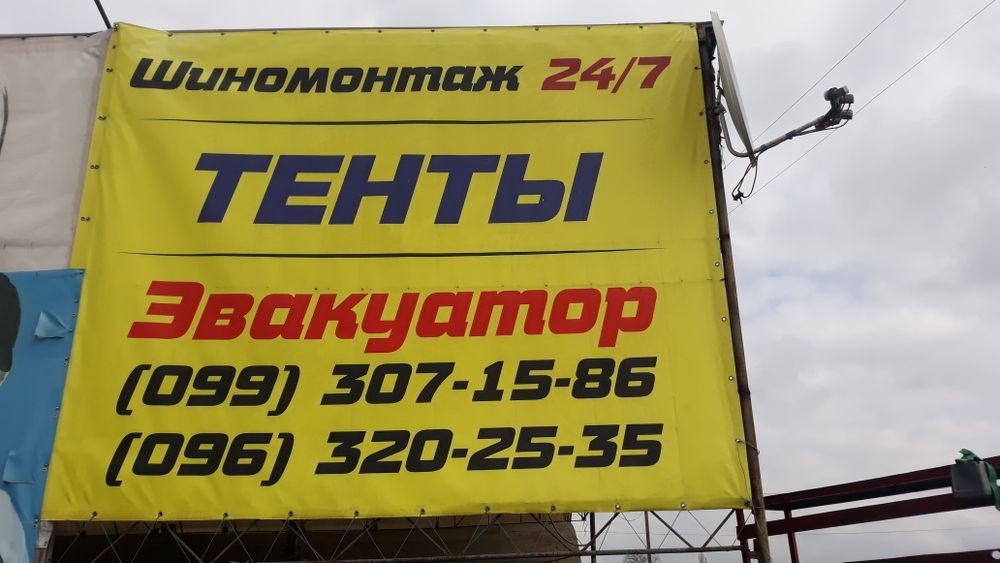 Шиномонтаж 24/7
ТЕНТЫ
Эвакуатор
(099) 307-15-86
(096) 320-25-35